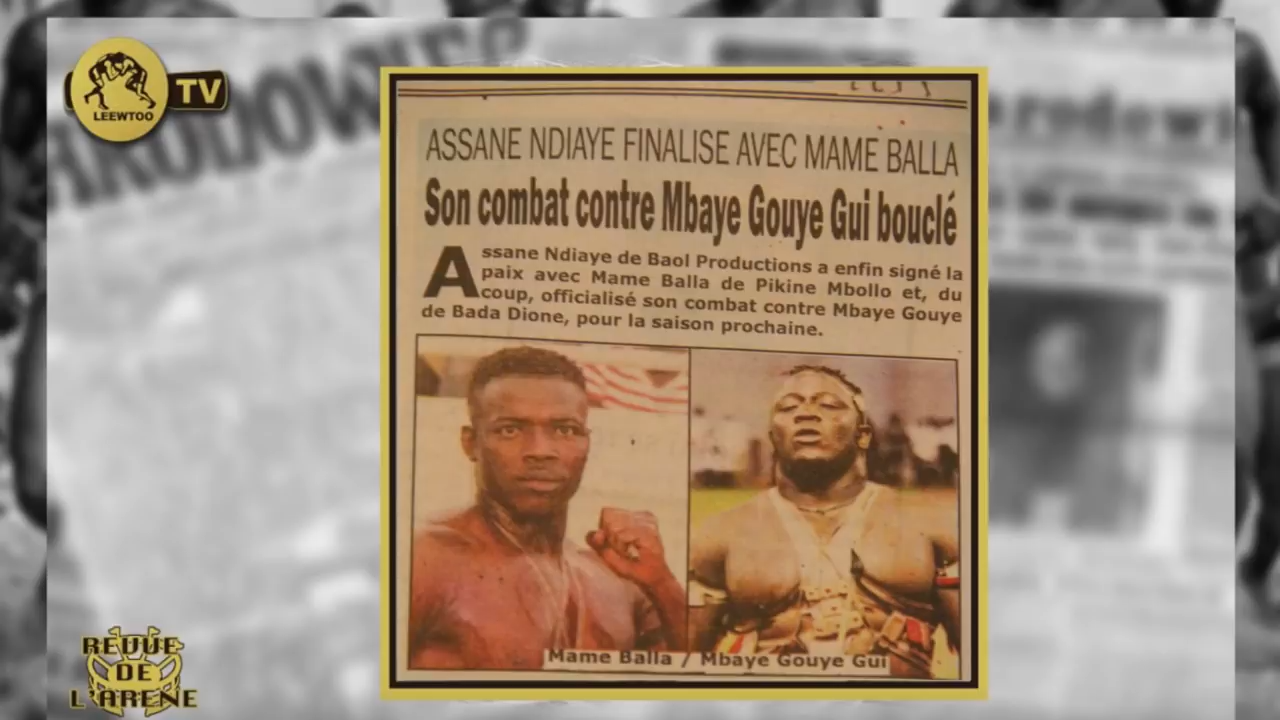 LEEWTOO
TV
ASSANE NDIAYE FINALISE AVEC MAME BALLA
Son combat contre Mbaye Gouye Gui bouclé
Assane Ndiaye de Baol Productions a enfin signé la
paix avec Mame Balla de Pikine Mbollo et, du
coup, officialisé son combat contre Mbaye Gouye
de Bada Dione, pour la saison prochaine.
Mame Balla / Mbaye Gouye Gui
REVUE
DE
L'ARENE